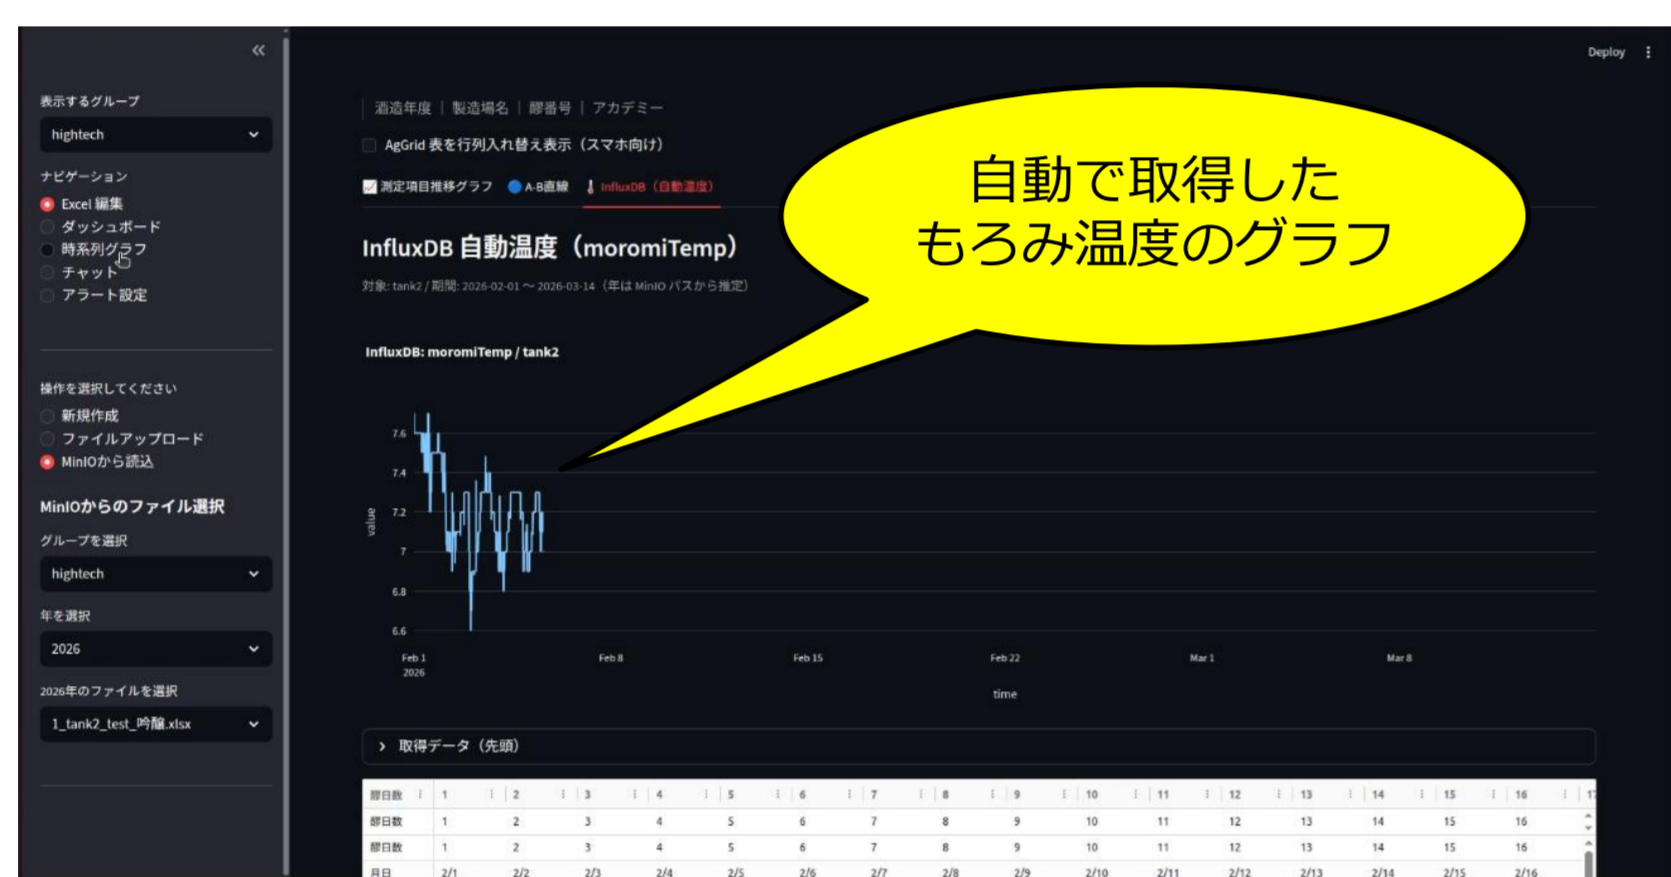 Deploy
表示するグループ
hightech
ナビゲーション
Excel 編集
ダッシュボード
時系列グラフ
チャット
アラート設定
操作を選択してください
新規作成
ファイルアップロード
MinIOから読込
MinIOからのファイル選択
グループを選択
hightech
年を選択
2026
2026年のファイルを選択
1_tank2_test_吟醸.xlsx
酒造年度 | 製造場名 | 醪番号 | アカデミー
AgGrid 表を行列入れ替え表示（スマホ向け）
測定項目推移グラフ A-B直線 InfluxDB（自動温度）
自動で取得した
もろみ温度のグラフ
InfluxDB 自動温度（moromiTemp）
対象: tank2 / 期間: 2026-02-01 〜 2026-03-14（年は MinIO パスから推定）
InfluxDB: moromiTemp / tank2
7.6
7.4
7.2
7
6.8
6.6
value
Feb 1 Feb 8 Feb 15 Feb 22 Mar 1 Mar 8
2026
time
取得データ（先頭）
醪日数 1 2 3 4 5 6 7 8 9 10 11 12 13 14 15 16 17
醪日数 1 2 3 4 5 6 7 8 9 10 11 12 13 14 15 16
醪日数 1 2 3 4 5 6 7 8 9 10 11 12 13 14 15 16
月日 2/1 2/2 2/3 2/4 2/5 2/6 2/7 2/8 2/9 2/10 2/11 2/12 2/13 2/14 2/15 2/16